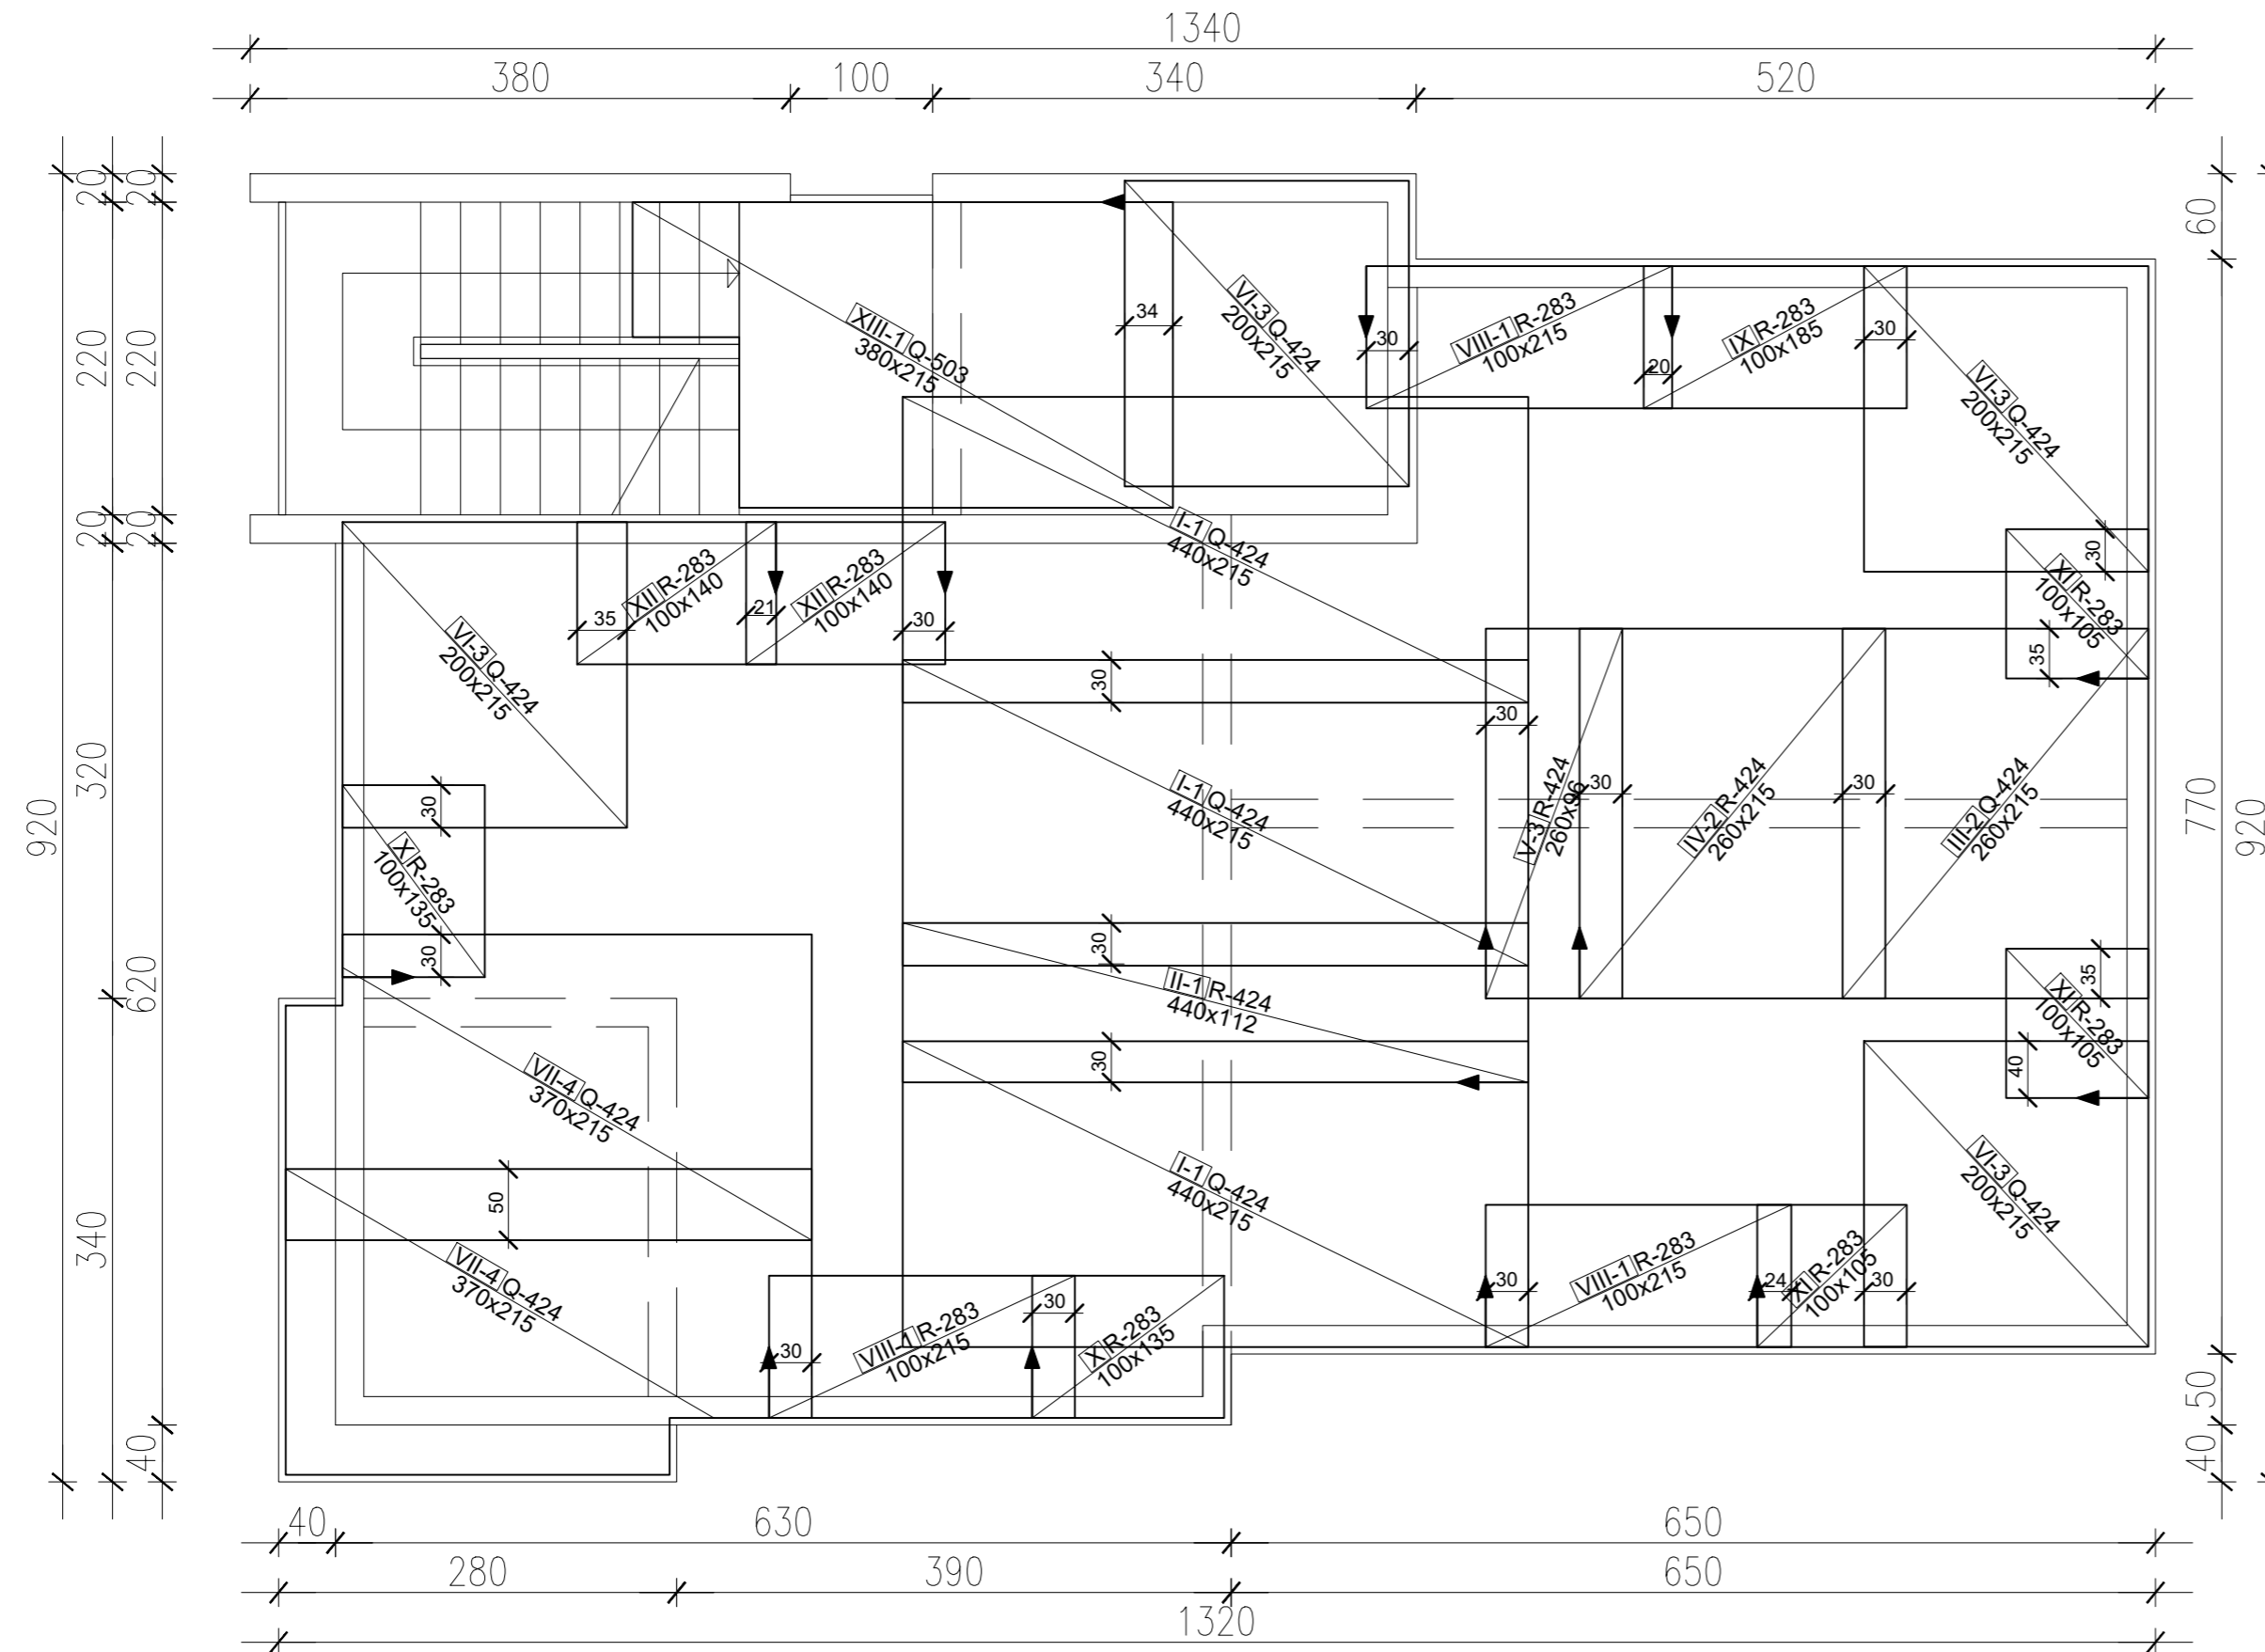 1340
380 100 340 520
20 20
60
220 220
20 20
320
920
620
340
40
770
920
50
40
XIII-1 Q-503
380x215
34
VI-3 Q-424
200x215
30
VIII-1 R-283
100x215
20
IX R-283
100x185
30
VI-3 Q-424
200x215
I-1 Q-424
440x215
30
XI R-283
100x105
35
VI-3 Q-424
200x215
35
XII R-283
100x140
21
XII R-283
100x140
30
30
30
I-1 Q-424
440x215
V-3 R-424
260x96
30
IV-2 R-424
260x215
30
III-2 Q-424
260x215
30
X R-283
100x135
30
30
II-1 R-424
440x112
30
35
XI R-283
100x105
40
VII-4 Q-424
370x215
50
VII-4 Q-424
370x215
I-1 Q-424
440x215
VI-3 Q-424
200x215
30
VIII-1 R-283
100x215
30
X R-283
100x135
30
VIII-1 R-283
100x215
24
XI R-283
100x105
30
40 630 650
280 390 650
1320